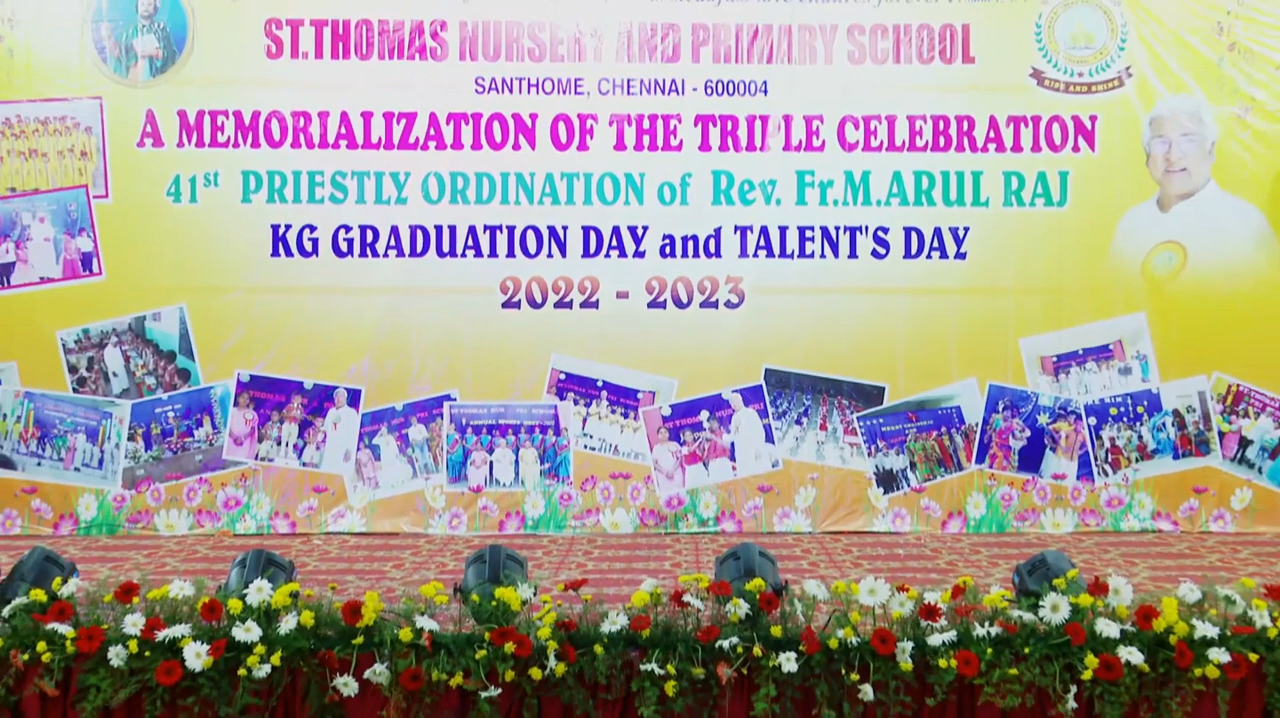 ST.THOMAS NURSERY AND PRIMARY SCHOOL
SANTHOME, CHENNAI - 600004
RISE AND SHINE
A MEMORIALIZATION OF THE TRIPLE CELEBRATION
41st PRIESTLY ORDINATION of Rev. Fr.M.ARUL RAJ
KG GRADUATION DAY and TALENT'S DAY
2022 - 2023